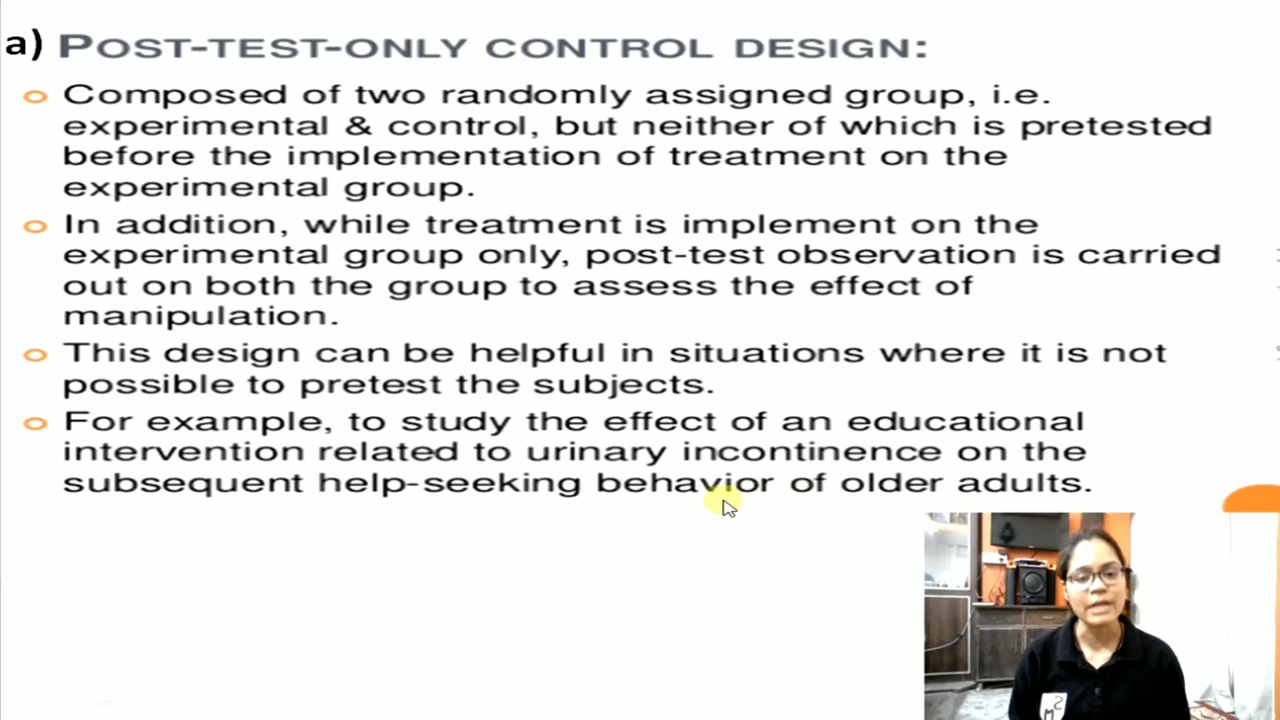 a) POST-TEST-ONLY CONTROL DESIGN:
Composed of two randomly assigned group, i.e.
experimental & control, but neither of which is pretested
before the implementation of treatment on the
experimental group.
In addition, while treatment is implement on the
experimental group only, post-test observation is carried
out on both the group to assess the effect of
manipulation.
This design can be helpful in situations where it is not
possible to pretest the subjects.
For example, to study the effect of an educational
intervention related to urinary incontinence on the
subsequent help-seeking behavior of older adults.